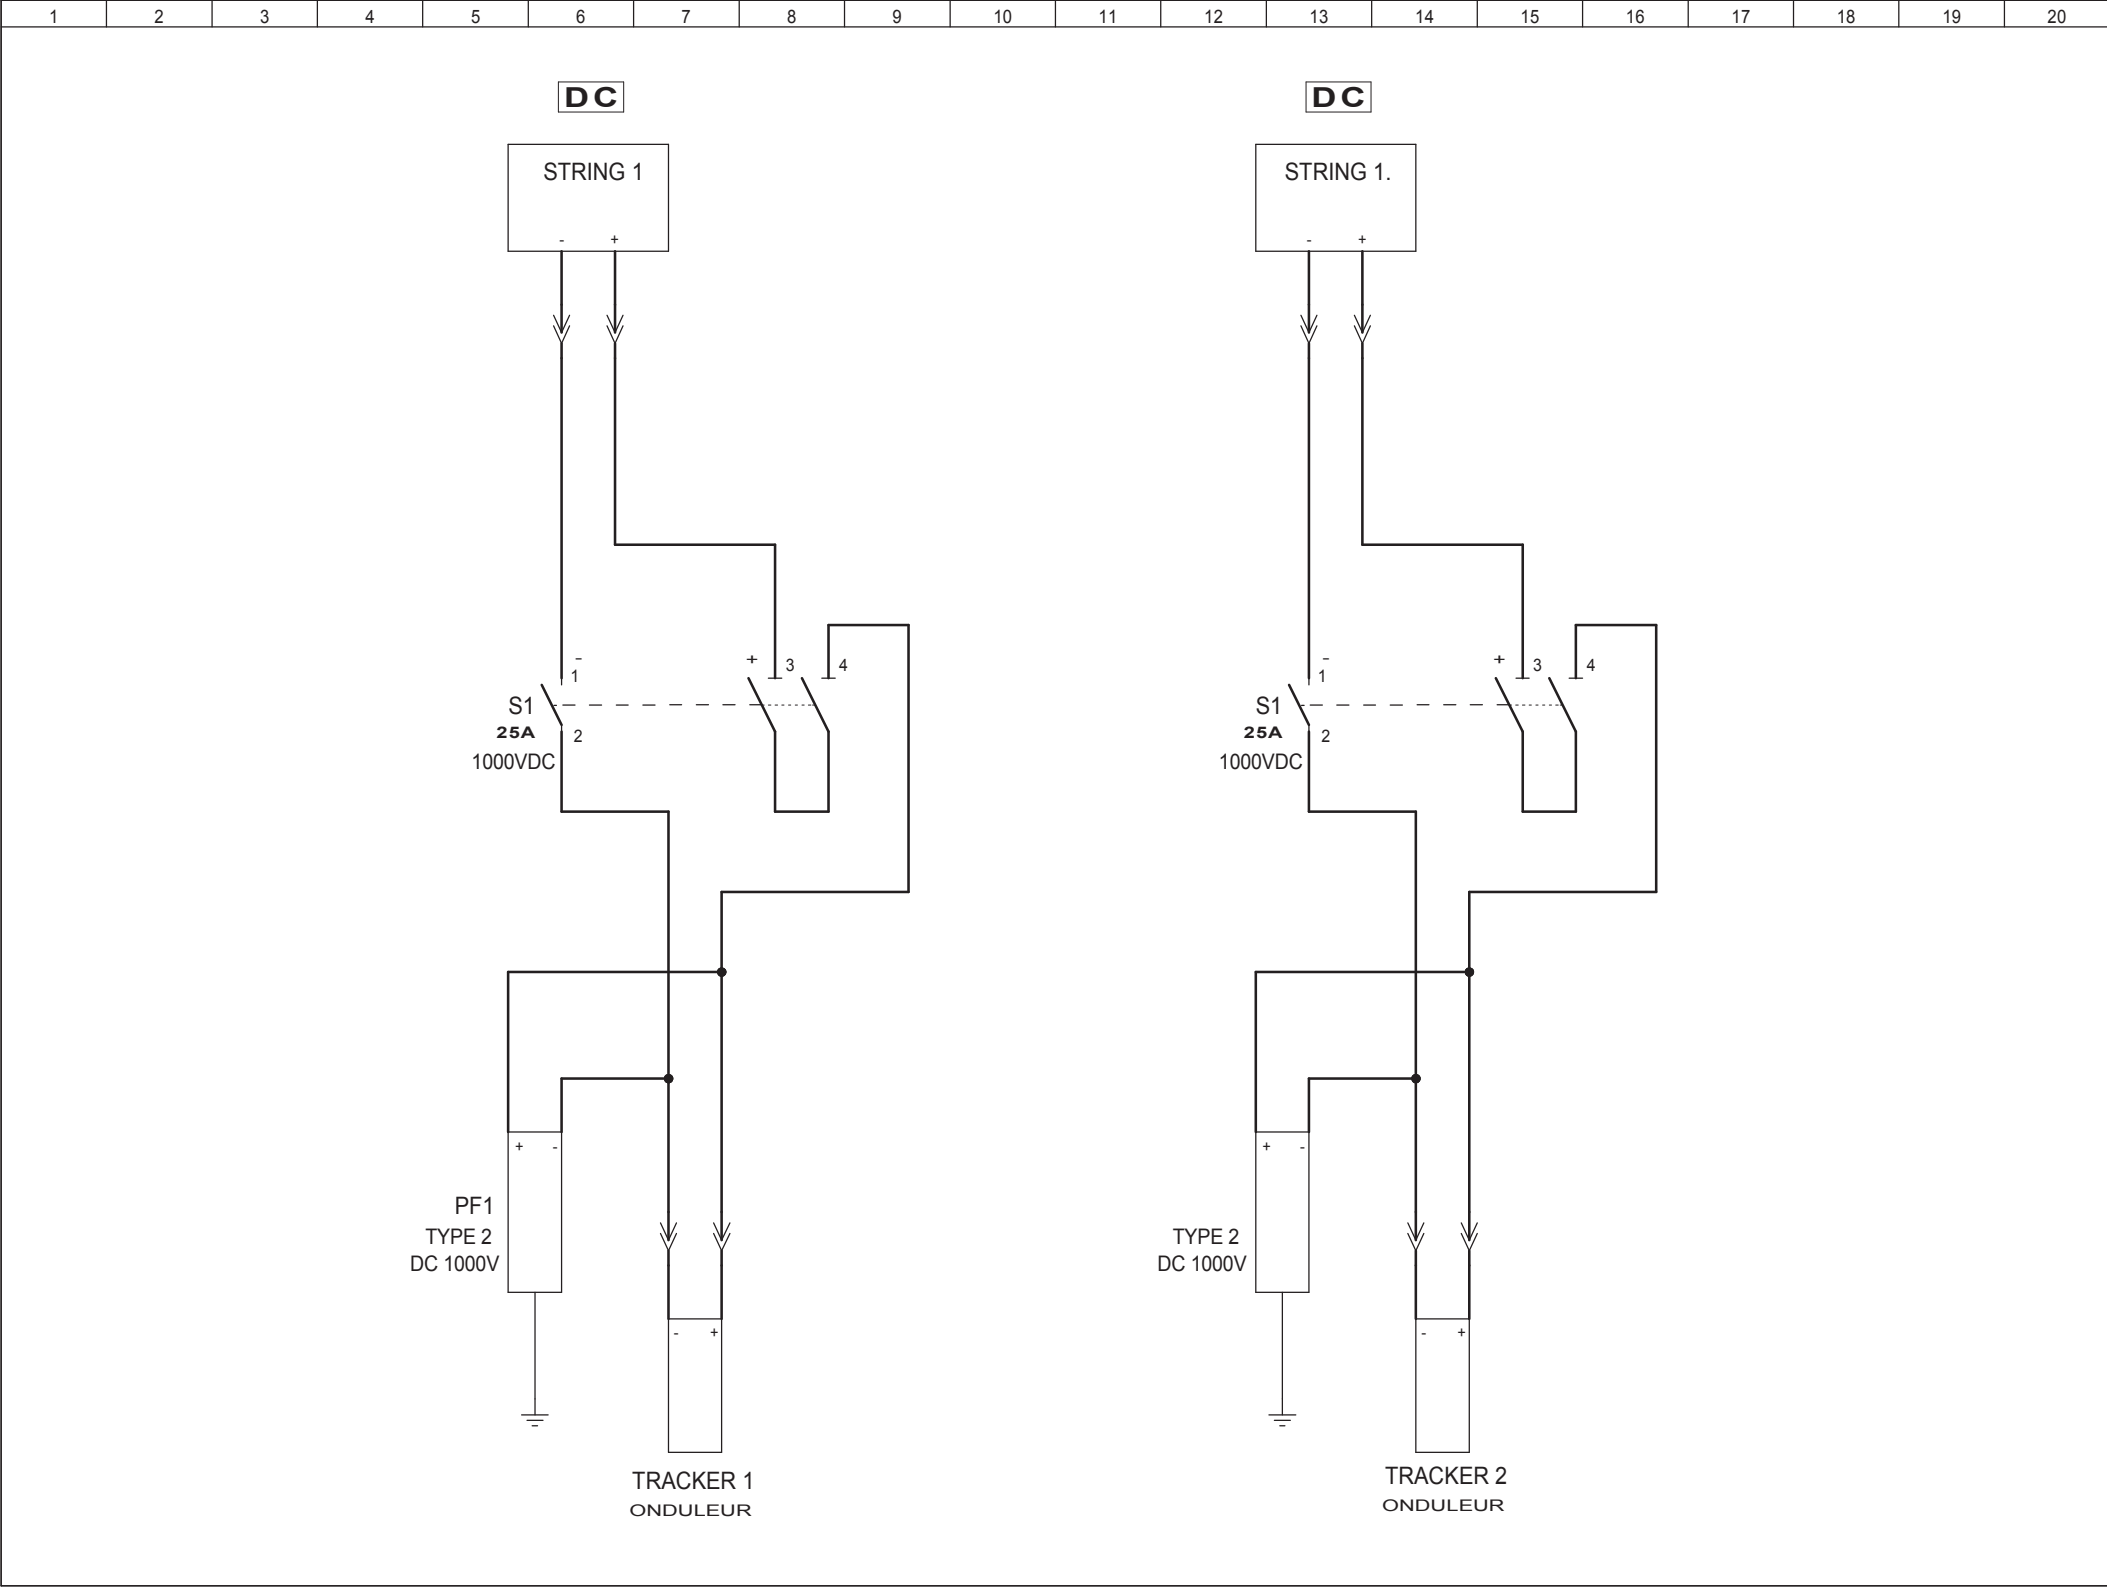 1 2 3 4 5 6 7 8 9 10 11 12 13 14 15 16 17 18 19 20
DC
STRING 1
- +
- 1
S1
25A
2
1000VDC
+ 3 4
+ -
PF1
TYPE 2
DC 1000V
- +
TRACKER 1
ONDULEUR
DC
STRING 1.
- +
- 1
S1
25A
2
1000VDC
+ 3 4
+ -
TYPE 2
DC 1000V
- +
TRACKER 2
ONDULEUR